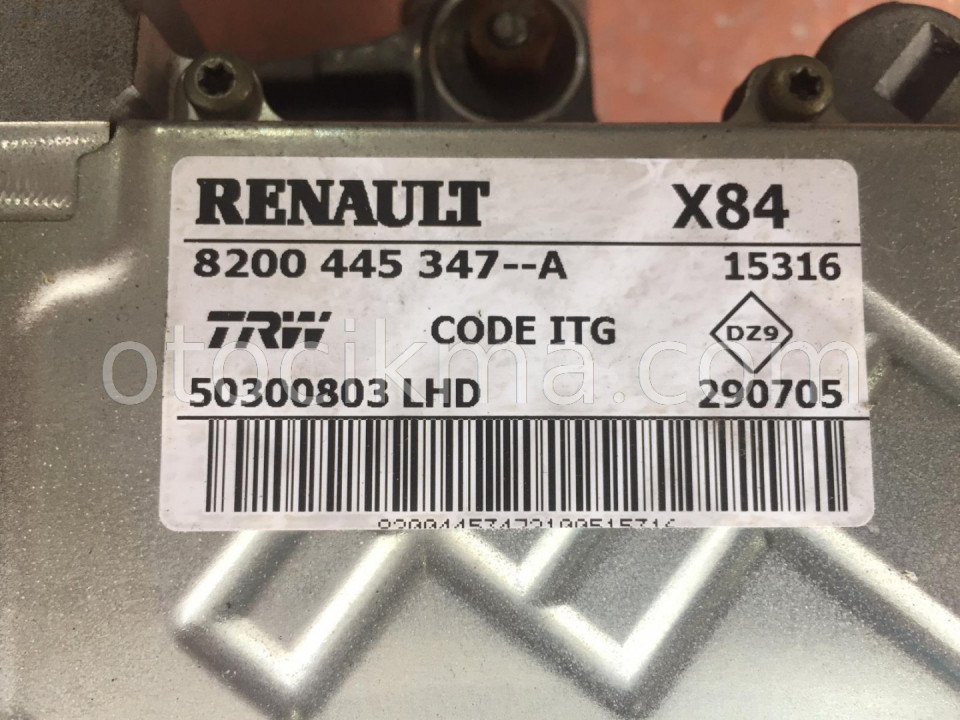 RENAULT X84
8200 445 347--A 15316
TRW CODE ITG DZ9
50300803 LHD 290705
otocikma.com